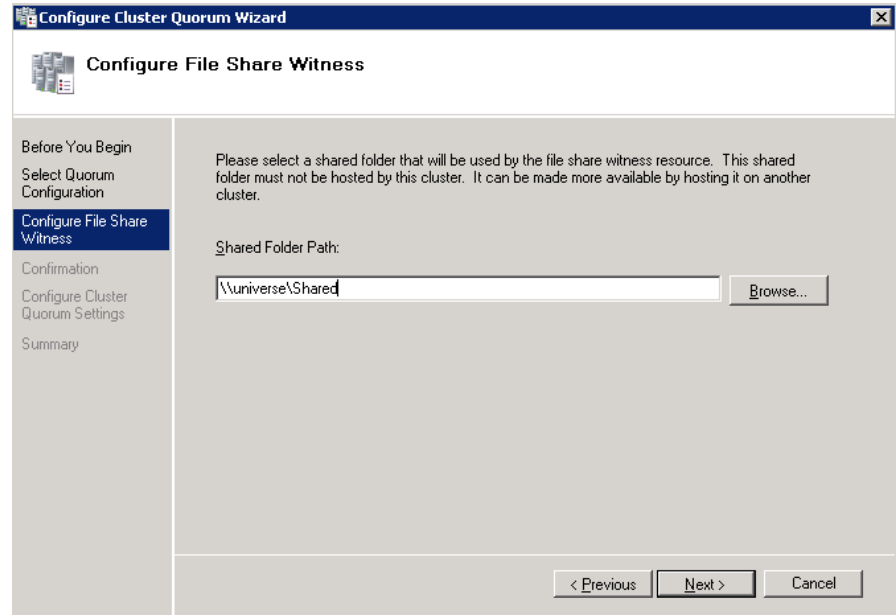 Configure Cluster Quorum Wizard
Configure File Share Witness
Before You Begin
Select Quorum
Configuration
Configure File Share
Witness
Confirmation
Configure Cluster
Quorum Settings
Summary
Please select a shared folder that will be used by the file share witness resource. This shared
folder must not be hosted by this cluster. It can be made more available by hosting it on another
cluster.
Shared Folder Path:
\\universe\Shared
Browse...
< Previous
Next >
Cancel